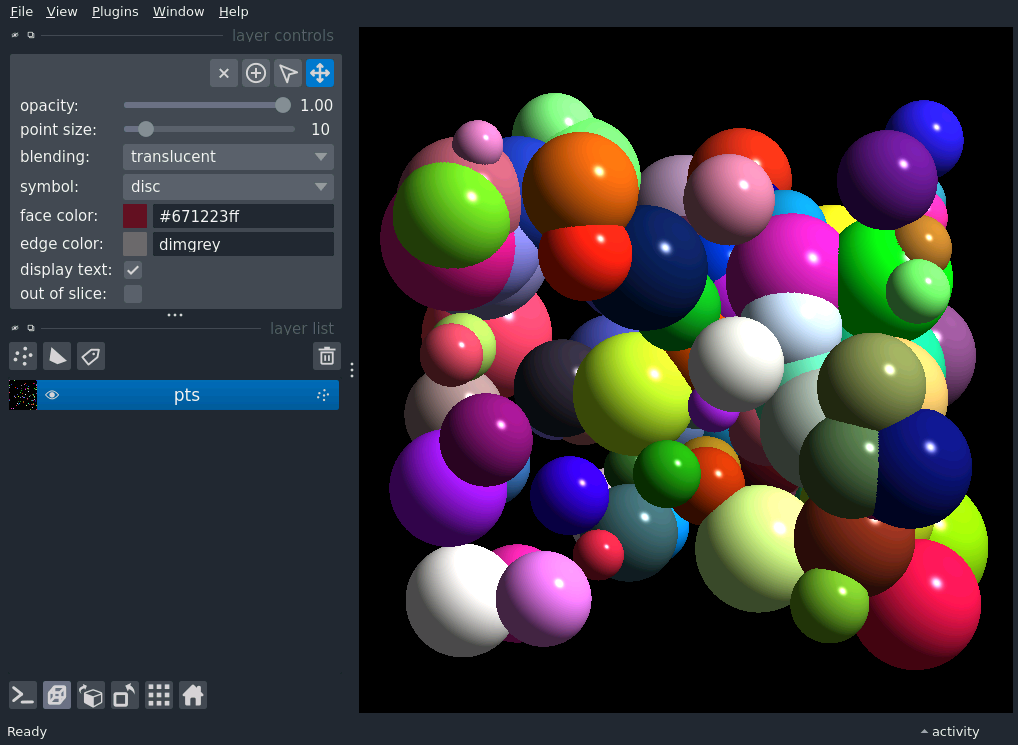 File View Plugins Window Help
layer controls
opacity: 1.00
point size: 10
blending: translucent
symbol: disc
face color: #671223ff
edge color: dimgrey
display text:
out of slice:
layer list
pts
Ready activity